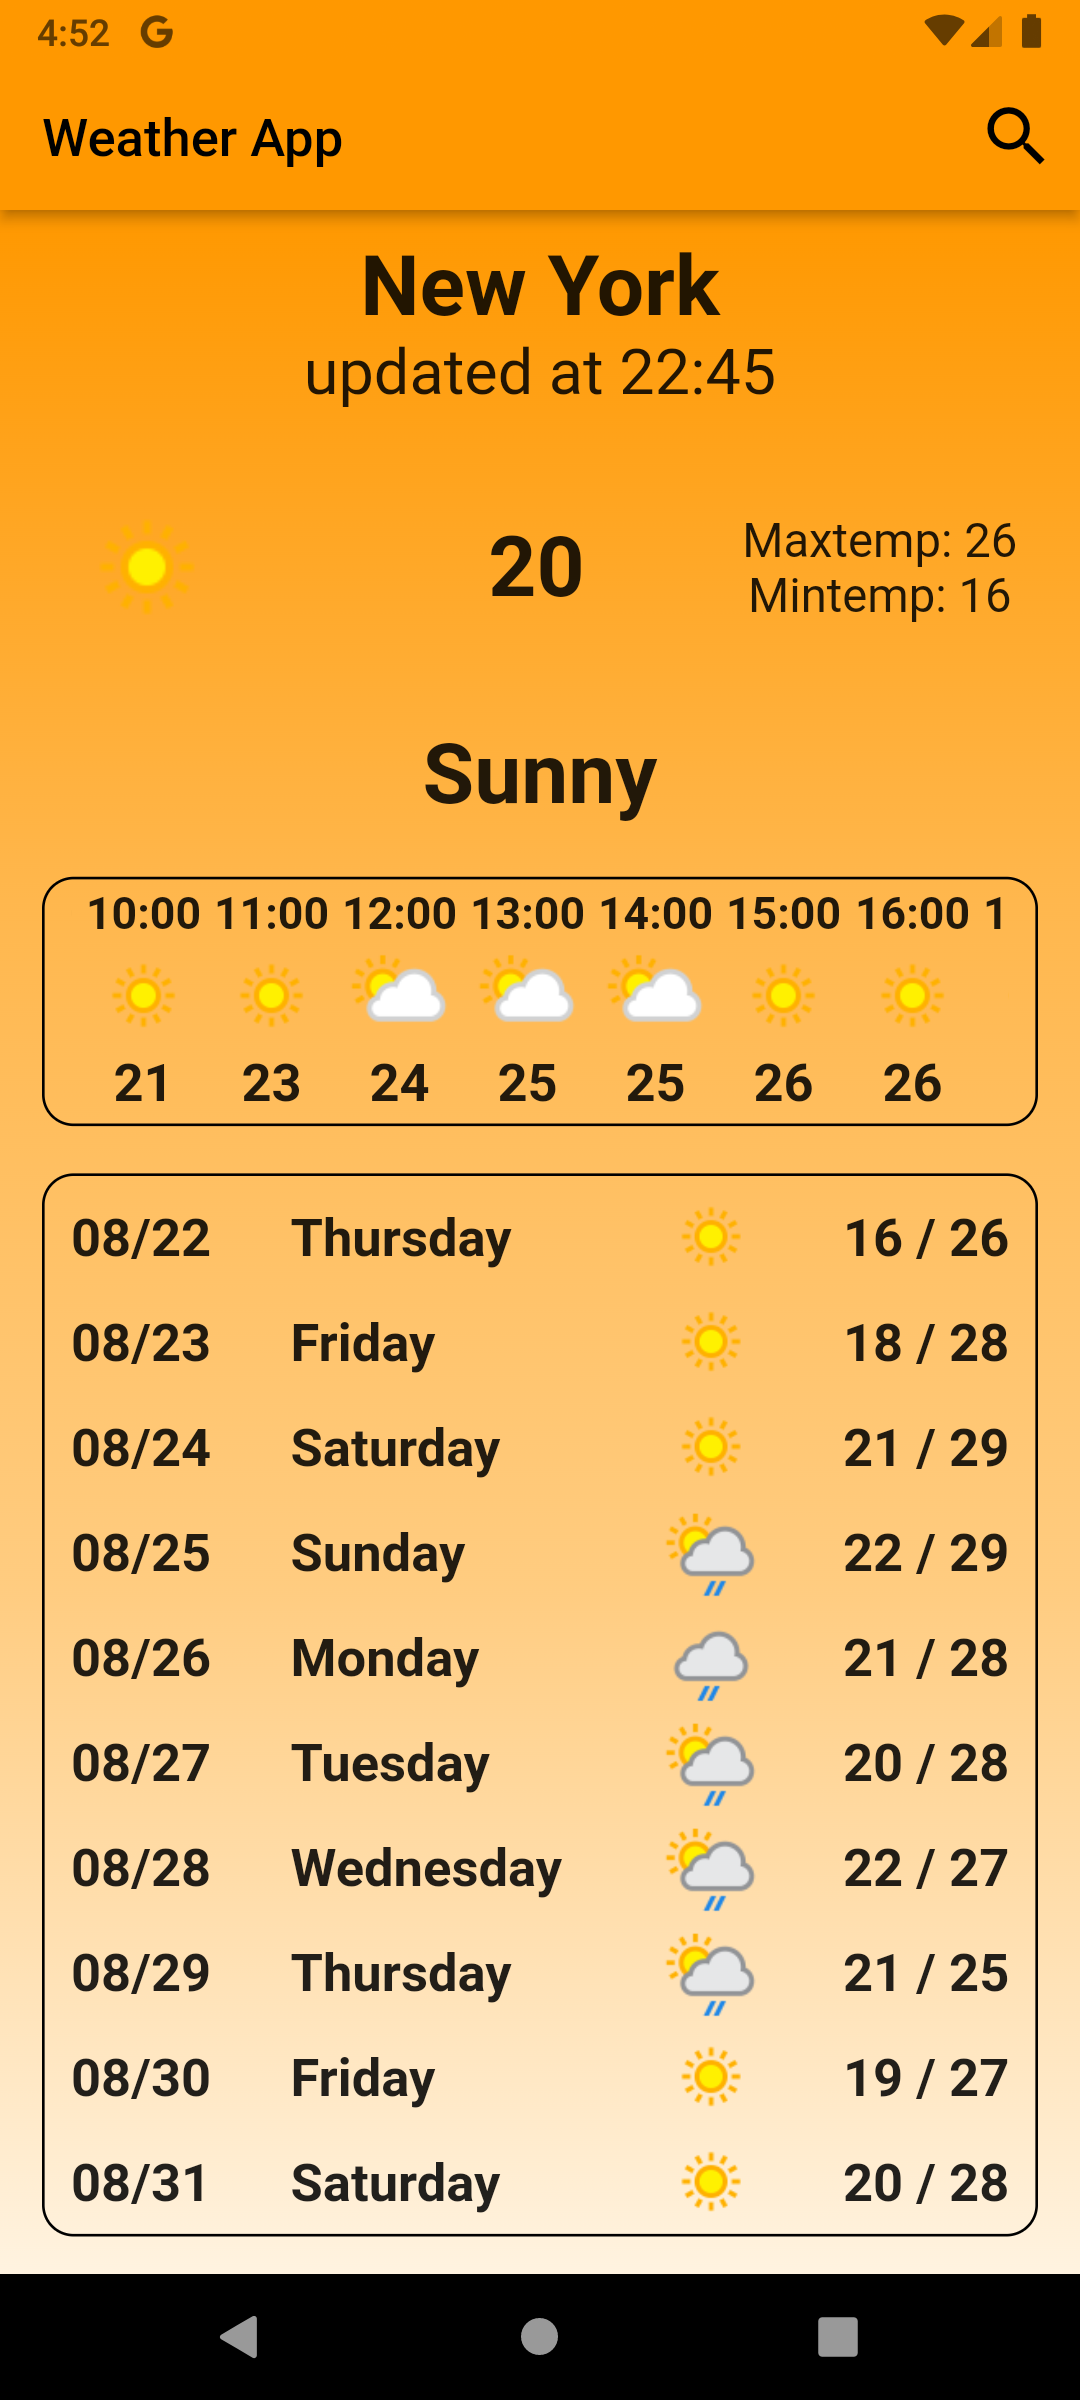 4:52
Weather App
New York
updated at 22:45
20
Maxtemp: 26
Mintemp: 16
Sunny
10:00 11:00 12:00 13:00 14:00 15:00 16:00 1
21 23 24 25 25 26 26
08/22 Thursday 16 / 26
08/23 Friday 18 / 28
08/24 Saturday 21 / 29
08/25 Sunday 22 / 29
08/26 Monday 21 / 28
08/27 Tuesday 20 / 28
08/28 Wednesday 22 / 27
08/29 Thursday 21 / 25
08/30 Friday 19 / 27
08/31 Saturday 20 / 28